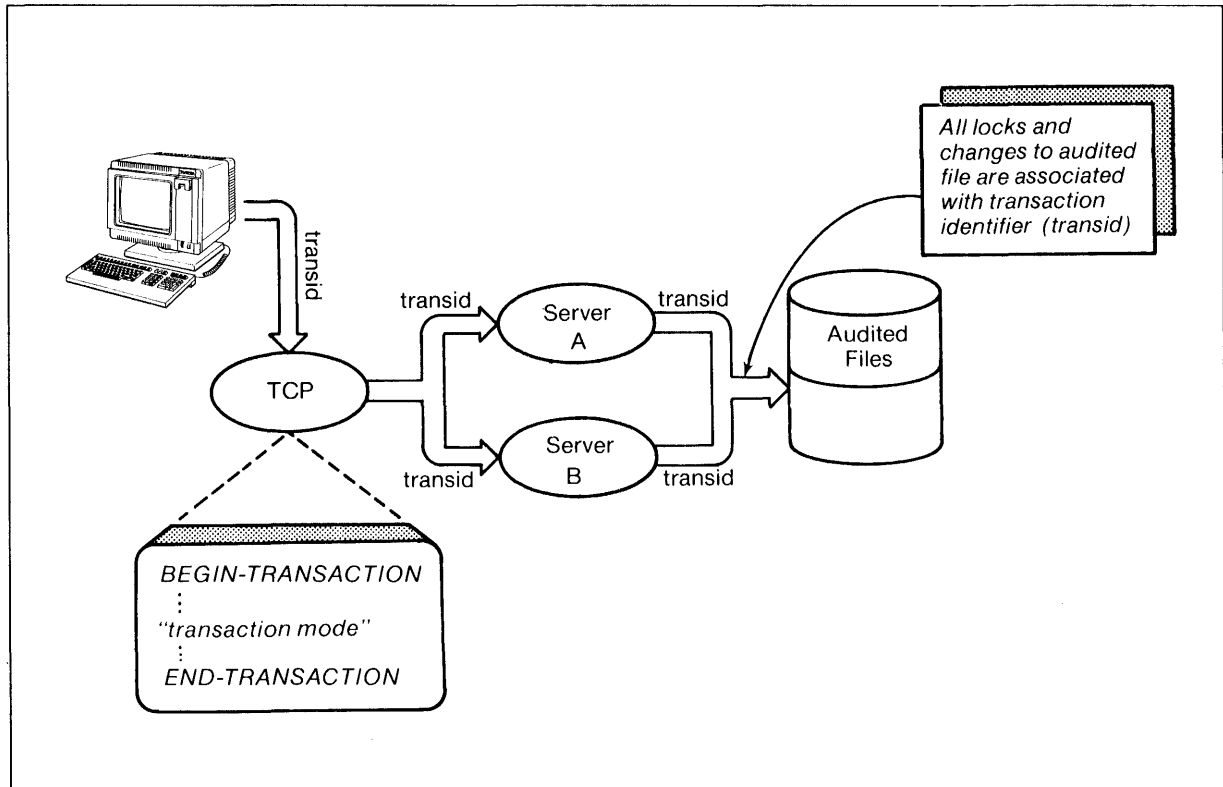 All locks and
changes to audited
file are associated
with transaction
identifier (transid)
transid
transid
Server
A
transid
Audited
Files
TCP
transid
Server
B
transid
BEGIN-TRANSACTION
"transaction mode"
END-TRANSACTION